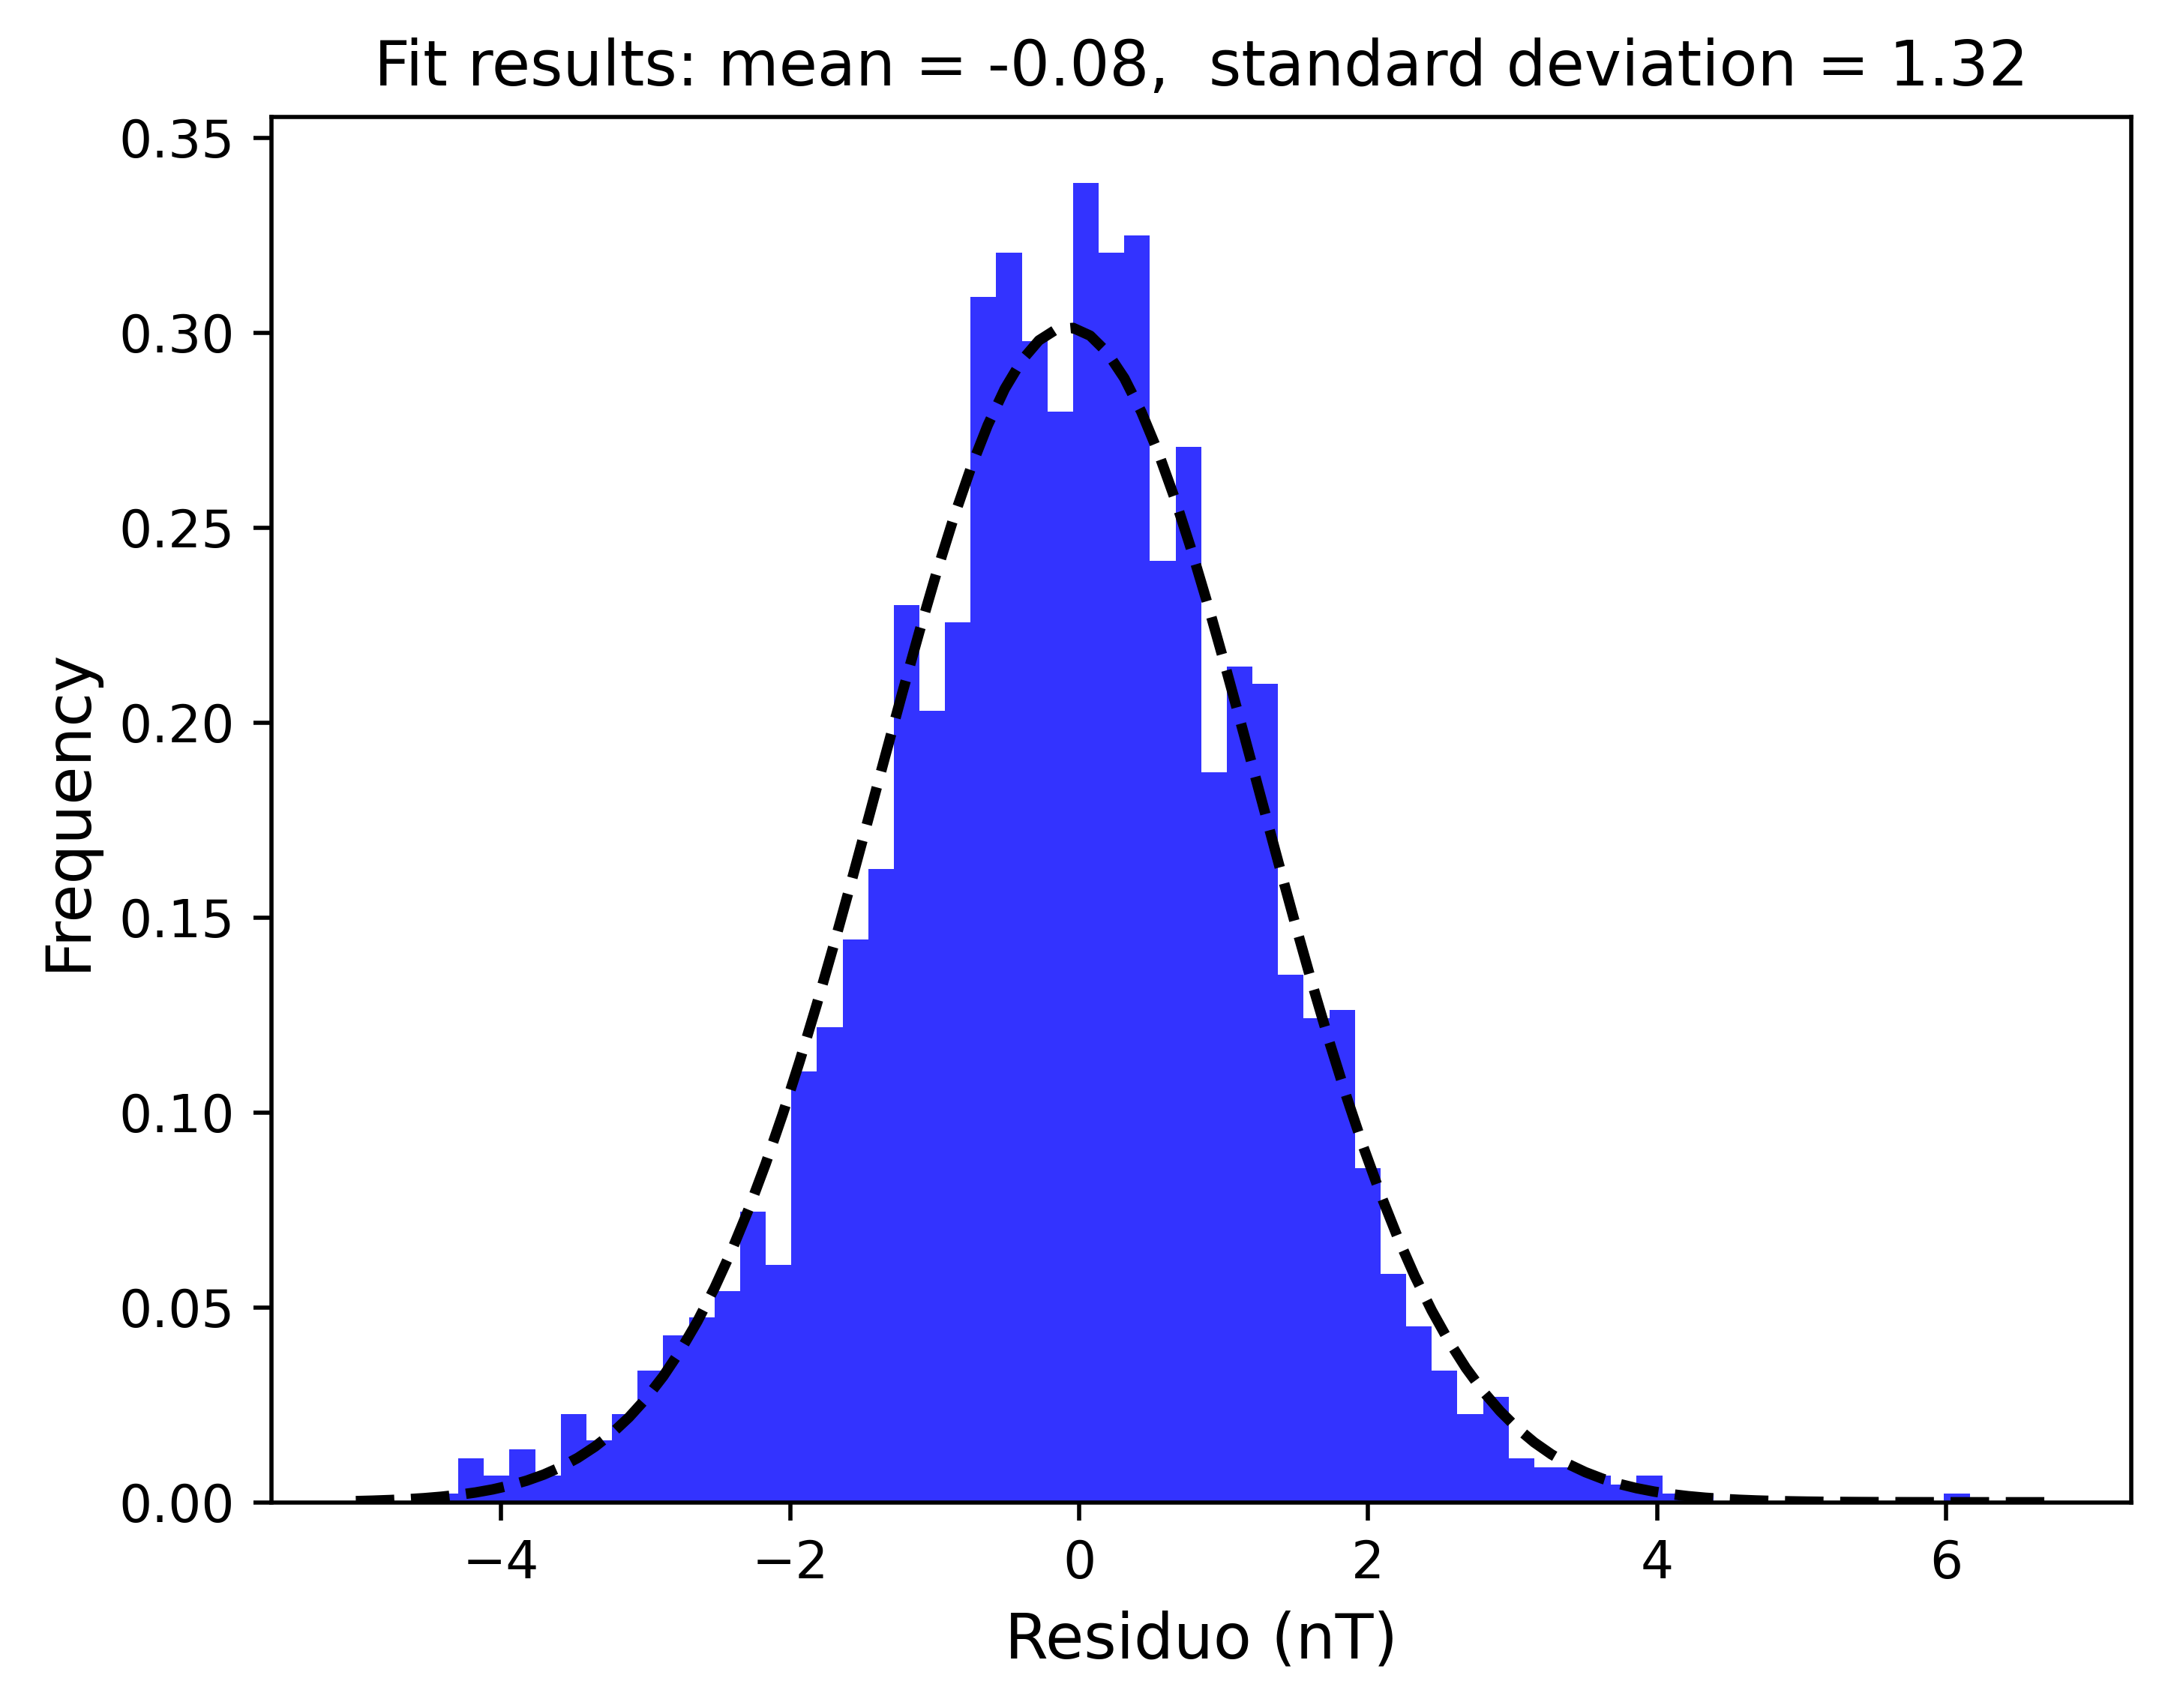 Fit results: mean = -0.08,  standard deviation = 1.32
0.35
0.30
0.25
0.20
0.15
0.10
0.05
0.00
Frequency
−4 −2 0 2 4 6
Residuo (nT)